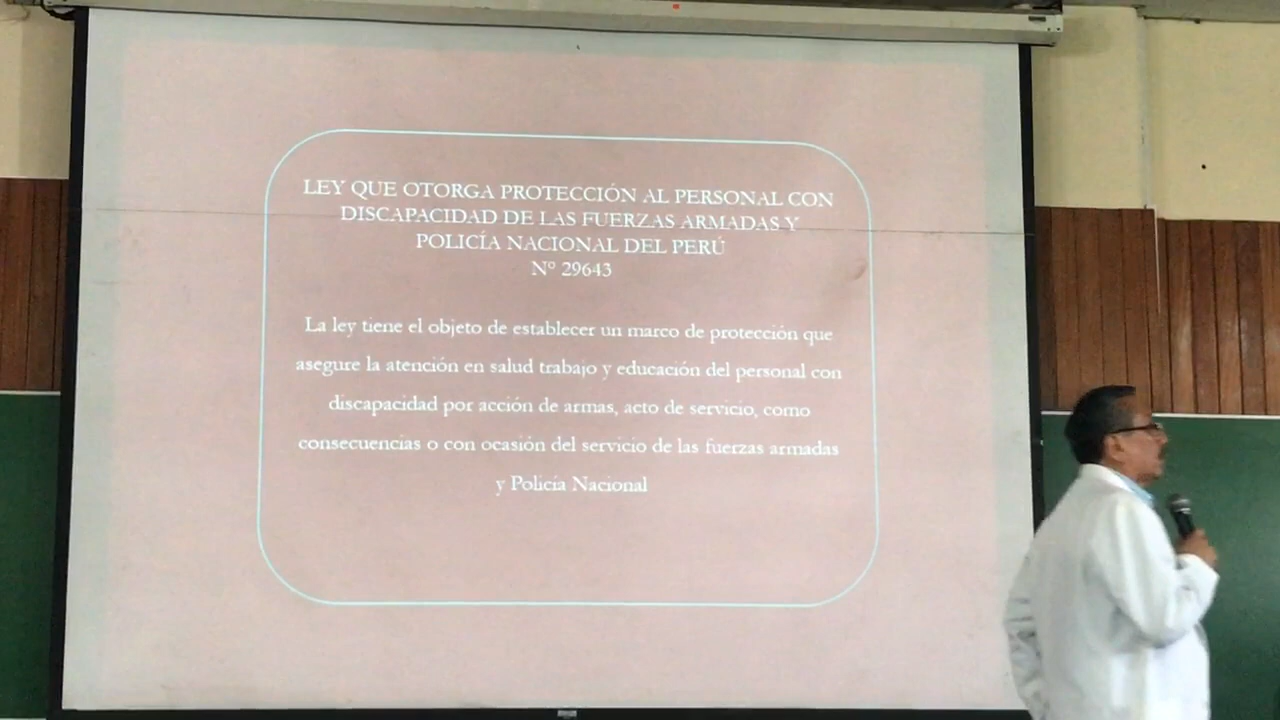 LEY QUE OTORGA PROTECCIÓN AL PERSONAL CON
DISCAPACIDAD DE LAS FUERZAS ARMADAS Y
POLICÍA NACIONAL DEL PERÚ
N° 29643
La ley tiene el objeto de establecer un marco de protección que
asegure la atención en salud trabajo y educación del personal con
discapacidad por acción de armas, acto de servicio, como
consecuencias o con ocasión del servicio de las fuerzas armadas
y Policía Nacional